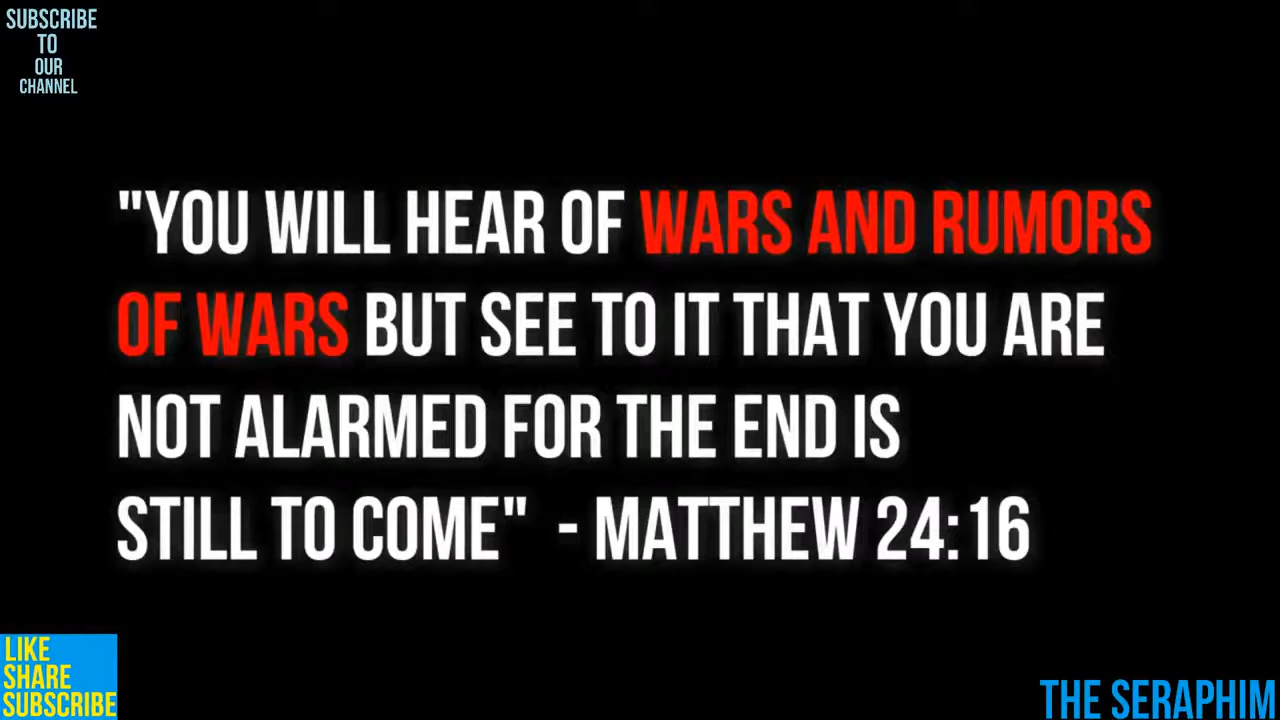 SUBSCRIBE
TO
OUR
CHANNEL
"YOU WILL HEAR OF WARS AND RUMORS
OF WARS BUT SEE TO IT THAT YOU ARE
NOT ALARMED FOR THE END IS
STILL TO COME" - MATTHEW 24:16
LIKE
SHARE
SUBSCRIBE
THE SERAPHIM